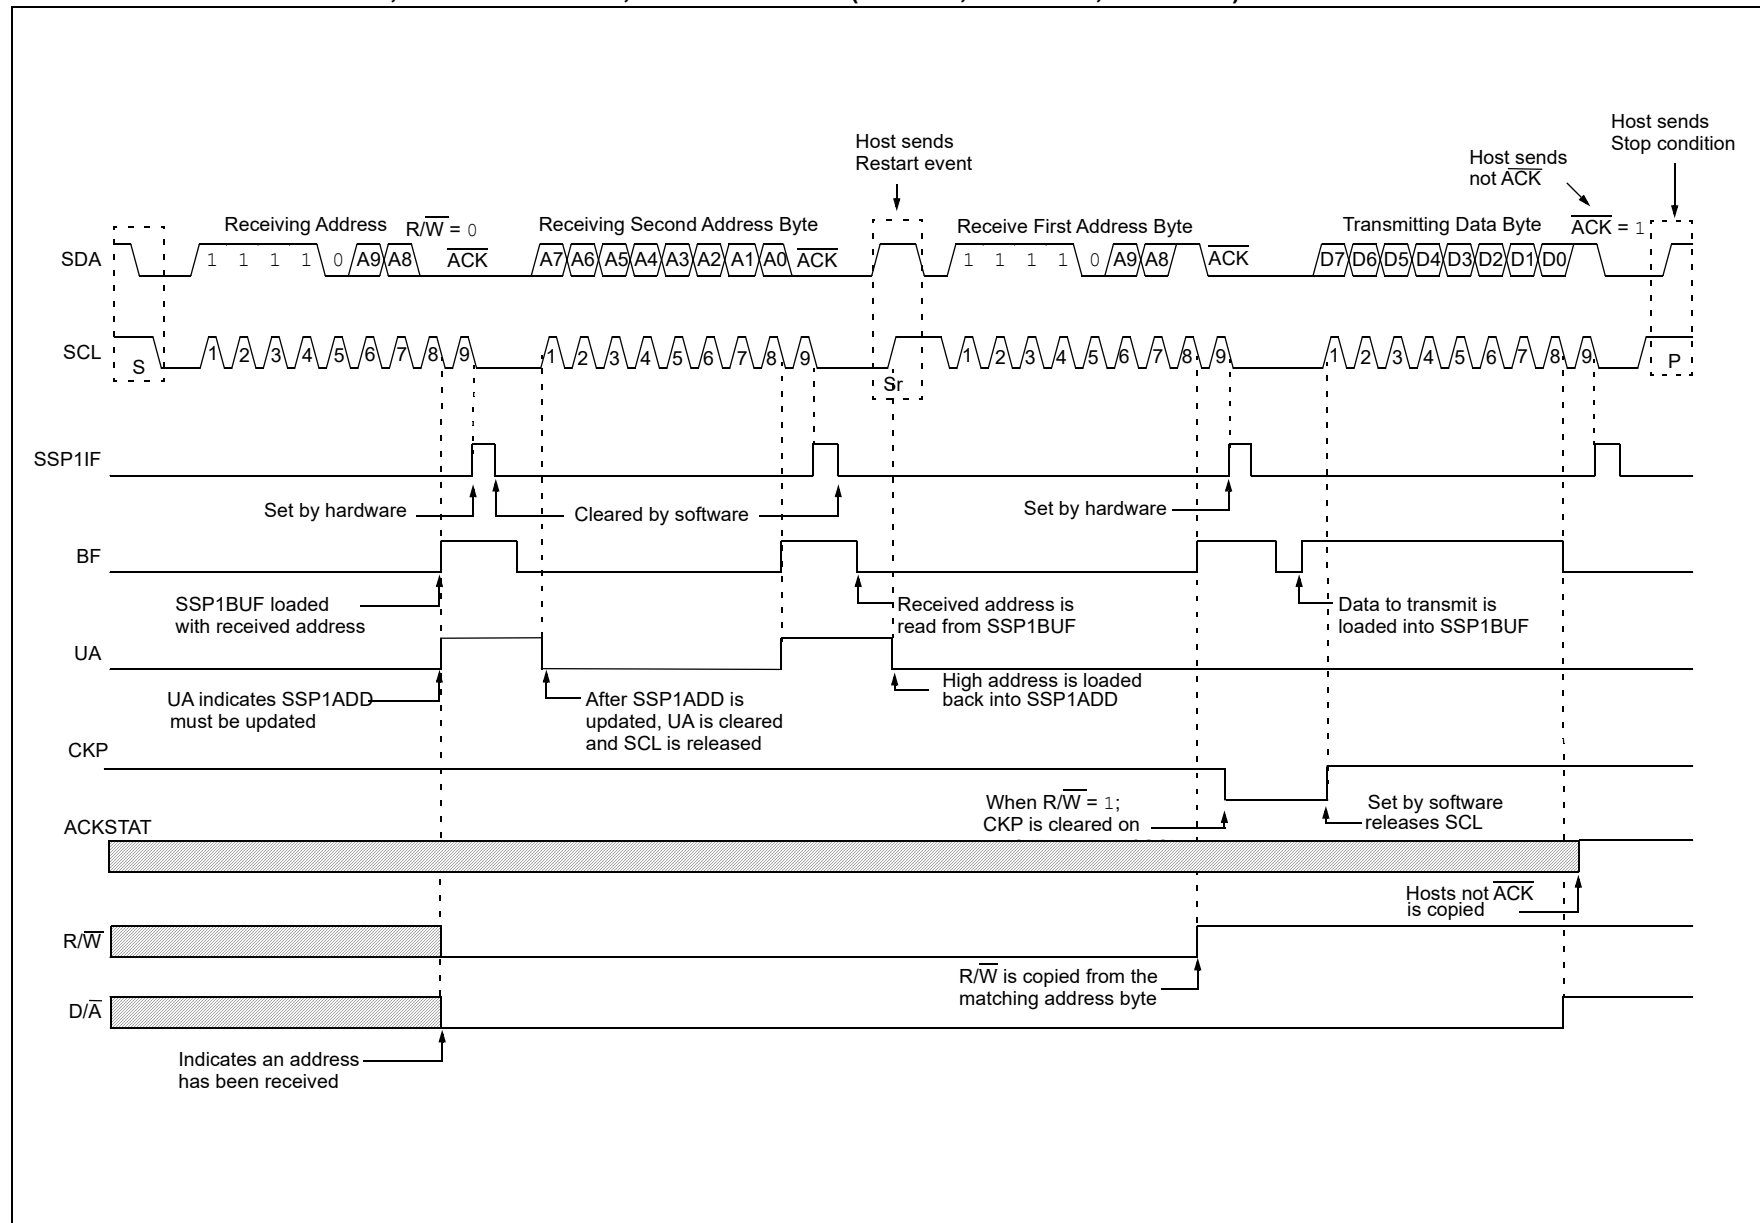 Host sends
Restart event
Host sends
not A̅C̅K̅
Host sends
Stop condition
Receiving Address
R/W̅ = 0
Receiving Second Address Byte
Receive First Address Byte
Transmitting Data Byte
A̅C̅K̅ = 1
SDA
1 1 1 1 0 A9 A8 A̅C̅K̅ A7 A6 A5 A4 A3 A2 A1 A0 A̅C̅K̅ 1 1 1 1 0 A9 A8 A̅C̅K̅ D7 D6 D5 D4 D3 D2 D1 D0
SCL
S 1 2 3 4 5 6 7 8 9 1 2 3 4 5 6 7 8 9 Sr 1 2 3 4 5 6 7 8 9 1 2 3 4 5 6 7 8 9 P
SSP1IF
Set by hardware
Cleared by software
Set by hardware
BF
SSP1BUF loaded
with received address
Received address is
read from SSP1BUF
Data to transmit is
loaded into SSP1BUF
UA
UA indicates SSP1ADD
must be updated
After SSP1ADD is
updated, UA is cleared
and SCL is released
High address is loaded
back into SSP1ADD
CKP
When R/W̅ = 1;
CKP is cleared on
Set by software
releases SCL
ACKSTAT
Hosts not A̅C̅K̅
is copied
R/W̅
R/W̅ is copied from the
matching address byte
D/A̅
Indicates an address
has been received